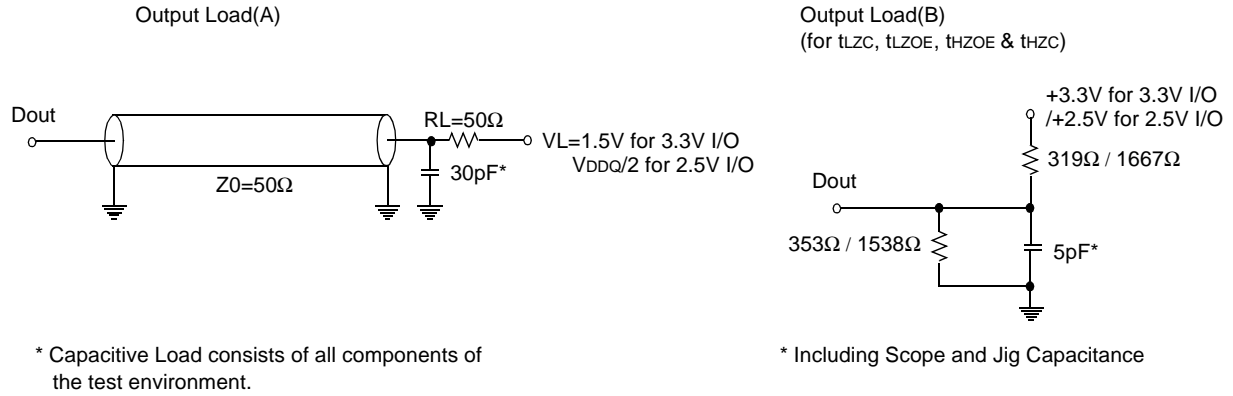 Output Load(A)
Dout
RL=50Ω
VL=1.5V for 3.3V I/O
VDDQ/2 for 2.5V I/O
30pF*
Z0=50Ω
* Capacitive Load consists of all components of
the test environment.
Output Load(B)
(for tLZC, tLZOE, tHZOE & tHZC)
+3.3V for 3.3V I/O
/+2.5V for 2.5V I/O
319Ω / 1667Ω
Dout
353Ω / 1538Ω
5pF*
* Including Scope and Jig Capacitance